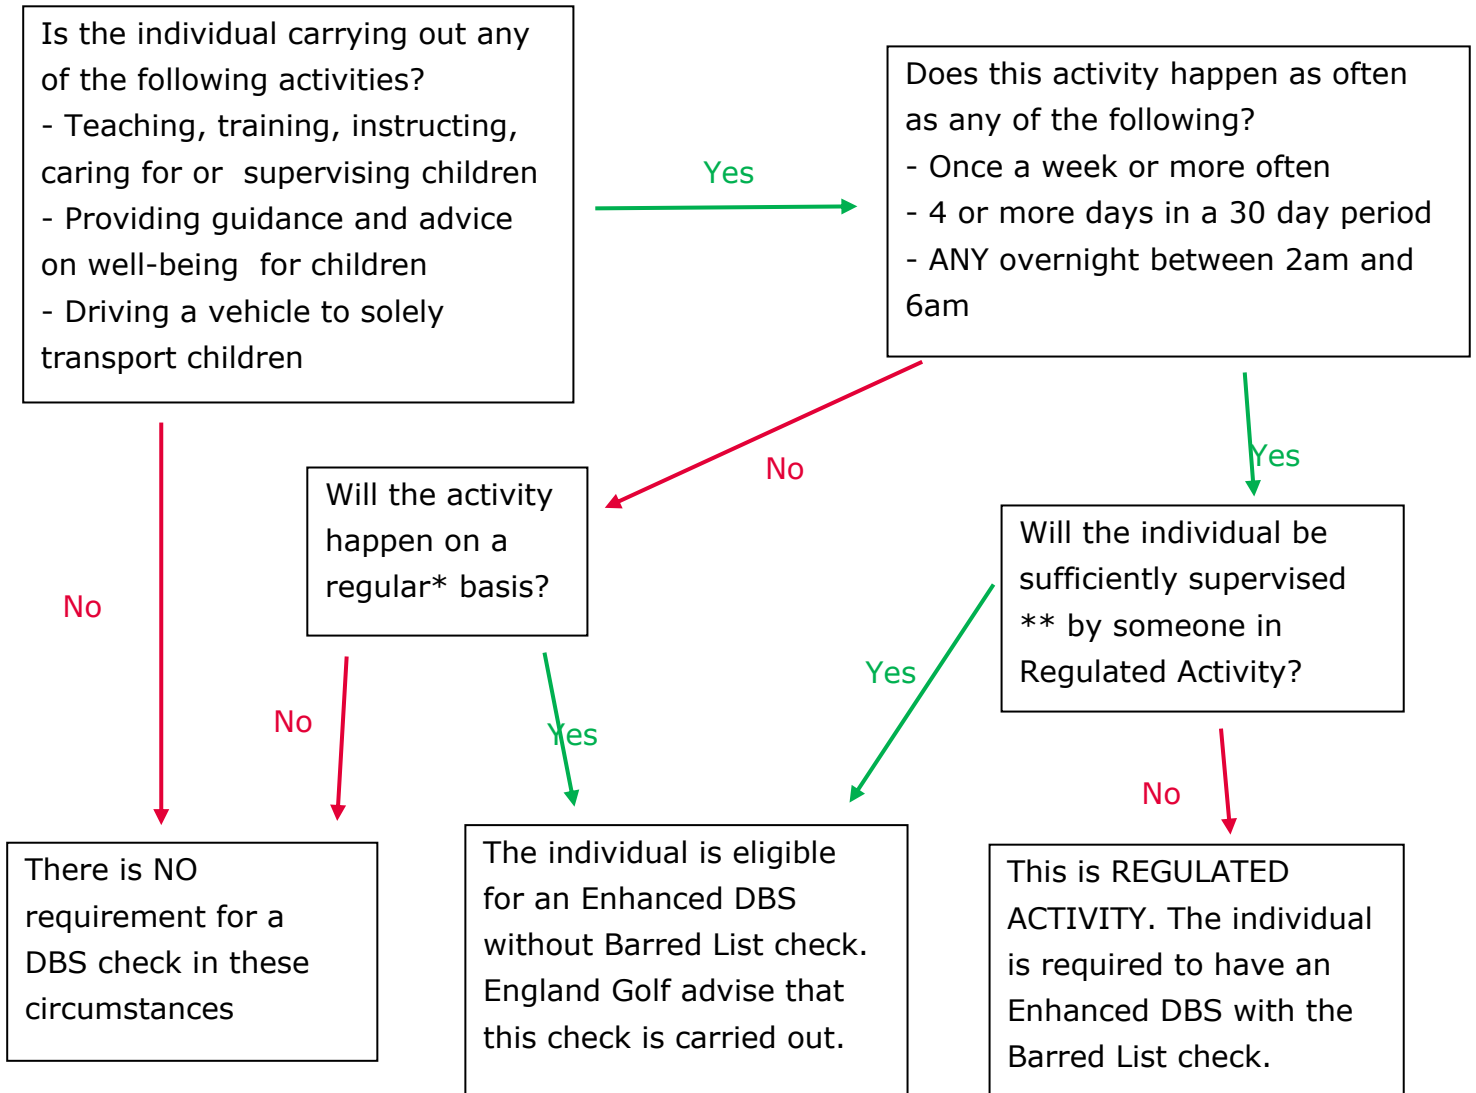 Is the individual carrying out any
of the following activities?
- Teaching, training, instructing,
caring for or  supervising children
- Providing guidance and advice
on well-being  for children
- Driving a vehicle to solely
transport children
Yes
Does this activity happen as often
as any of the following?
- Once a week or more often
- 4 or more days in a 30 day period
- ANY overnight between 2am and
6am
No
Yes
No
Will the activity
happen on a
regular* basis?
Will the individual be
sufficiently supervised
** by someone in
Regulated Activity?
No
Yes
Yes
No
There is NO
requirement for a
DBS check in these
circumstances
The individual is eligible
for an Enhanced DBS
without Barred List check.
England Golf advise that
this check is carried out.
This is REGULATED
ACTIVITY. The individual
is required to have an
Enhanced DBS with the
Barred List check.